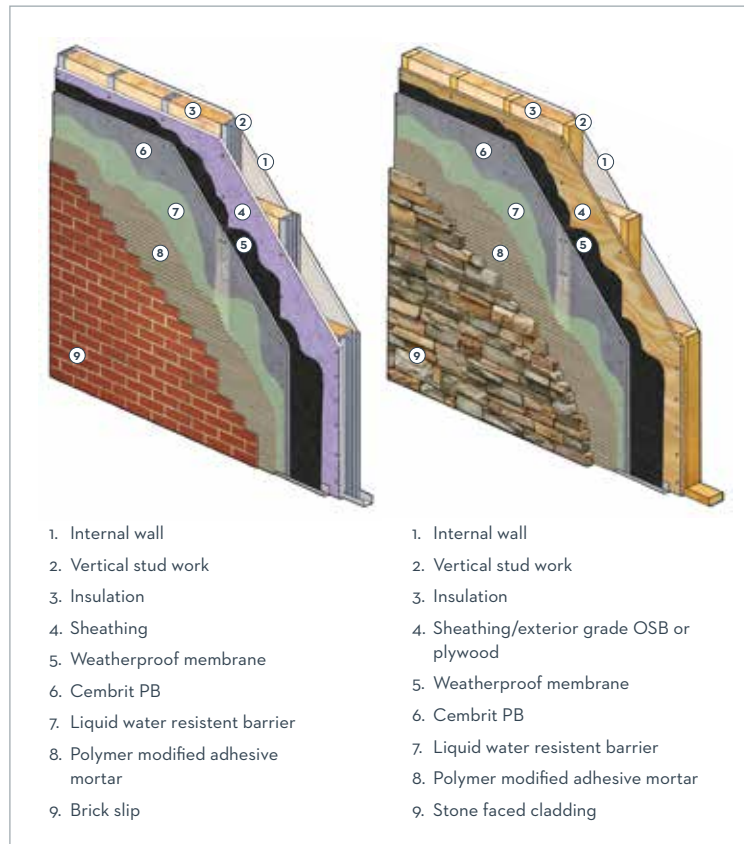 3
2
1
6
4
7
5
8
9
3
2
1
6
4
7
5
8
9
1. Internal wall
2. Vertical stud work
3. Insulation
4. Sheathing
5. Weatherproof membrane
6. Cembrit PB
7. Liquid water resistent barrier
8. Polymer modified adhesive
mortar
9. Brick slip
1. Internal wall
2. Vertical stud work
3. Insulation
4. Sheathing/exterior grade OSB or
plywood
5. Weatherproof membrane
6. Cembrit PB
7. Liquid water resistent barrier
8. Polymer modified adhesive mortar
9. Stone faced cladding